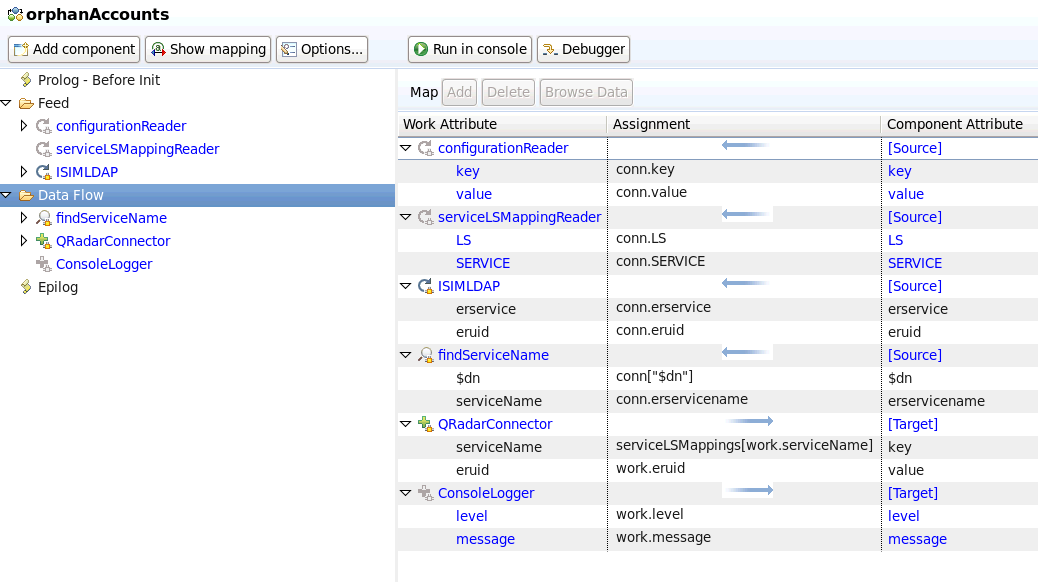 orphanAccounts
Add component Show mapping Options... Run in console Debugger
Prolog - Before Init
Feed
configurationReader
serviceLSMappingReader
ISIMLDAP
Data Flow
findServiceName
QRadarConnector
ConsoleLogger
Epilog
Map Add Delete Browse Data
Work Attribute Assignment Component Attribute
configurationReader [Source]
key conn.key key
value conn.value value
serviceLSMappingReader [Source]
LS conn.LS LS
SERVICE conn.SERVICE SERVICE
ISIMLDAP [Source]
erservice conn.erservice erservice
eruid conn.eruid eruid
findServiceName [Source]
$dn conn["$dn"] $dn
serviceName conn.erservicename erservicename
QRadarConnector [Target]
serviceName serviceLSMappings[work.serviceName] key
eruid work.eruid value
ConsoleLogger [Target]
level work.level level
message work.message message